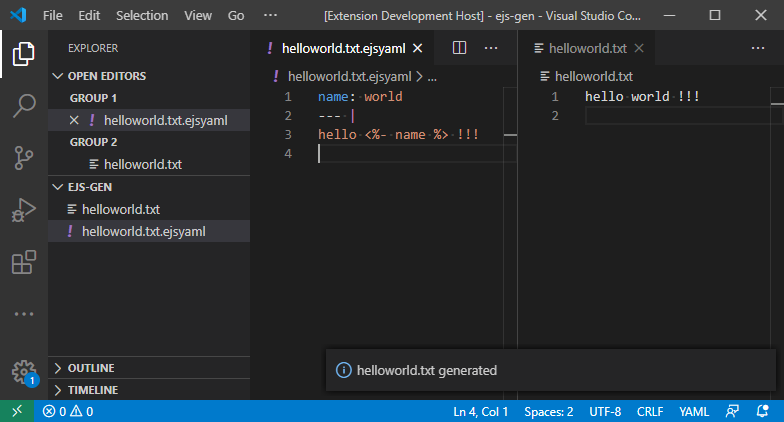 File Edit Selection View Go ··· [Extension Development Host] - ejs-gen - Visual Studio Co...
EXPLORER
OPEN EDITORS
GROUP 1
helloworld.txt.ejsyaml
GROUP 2
helloworld.txt
EJS-GEN
helloworld.txt
helloworld.txt.ejsyaml
OUTLINE
TIMELINE
helloworld.txt.ejsyaml
helloworld.txt.ejsyaml > ...
1 name: world
2 --- |
3 hello <%- name %> !!!
4
helloworld.txt
helloworld.txt
1 hello world !!!
2
helloworld.txt generated
1
0 0 Ln 4, Col 1 Spaces: 2 UTF-8 CRLF YAML